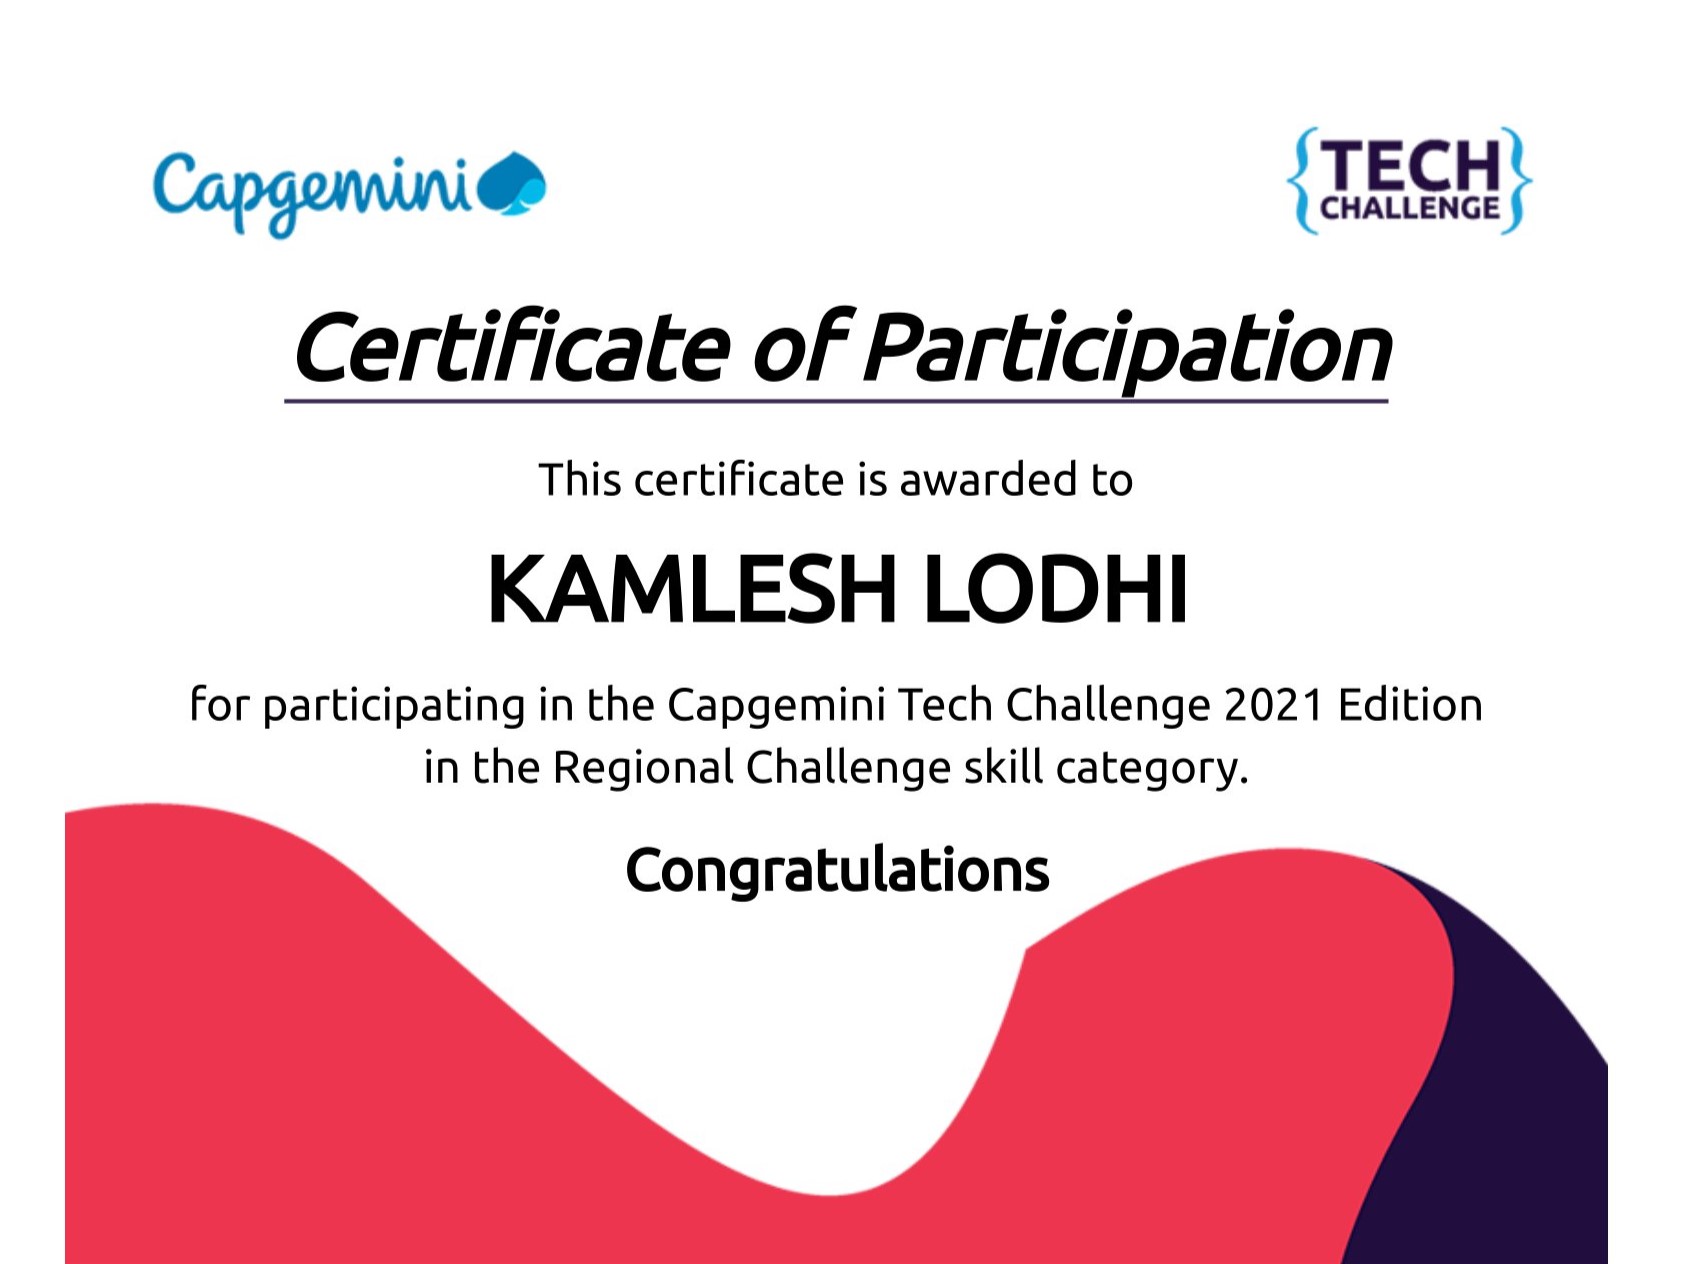 Capgemini
{TECH
CHALLENGE}
Certificate of Participation
This certificate is awarded to
KAMLESH LODHI
for participating in the Capgemini Tech Challenge 2021 Edition
in the Regional Challenge skill category.
Congratulations